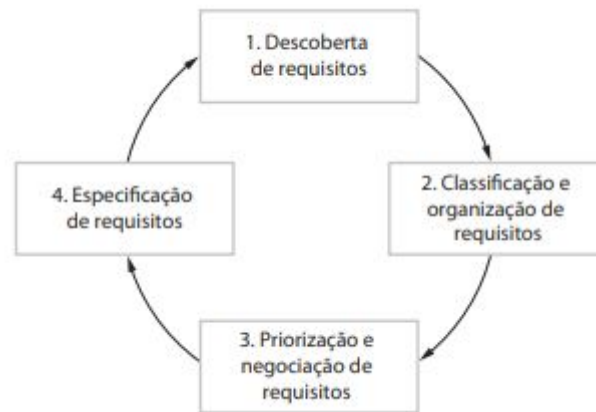 1. Descoberta
de requisitos
2. Classificação e
organização de
requisitos
3. Priorização e
negociação de
requisitos
4. Especificação
de requisitos